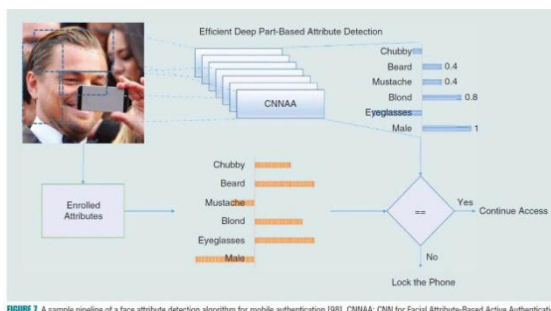 Efficient Deep Part-Based Attribute Detection
CNNAA
Chubby
Beard 0.4
Mustache 0.4
Blond 0.8
Eyeglasses
Male 1
Enrolled
Attributes
Chubby
Beard
Mustache
Blond
Eyeglasses
Male
==
Yes
Continue Access
No
Lock the Phone
FIGURE 7 A sample pipeline of a face attribute detection algorithm for mobile authentication [98]. CNNAA: CNN for Facial Attribute-Based Active Authenticati